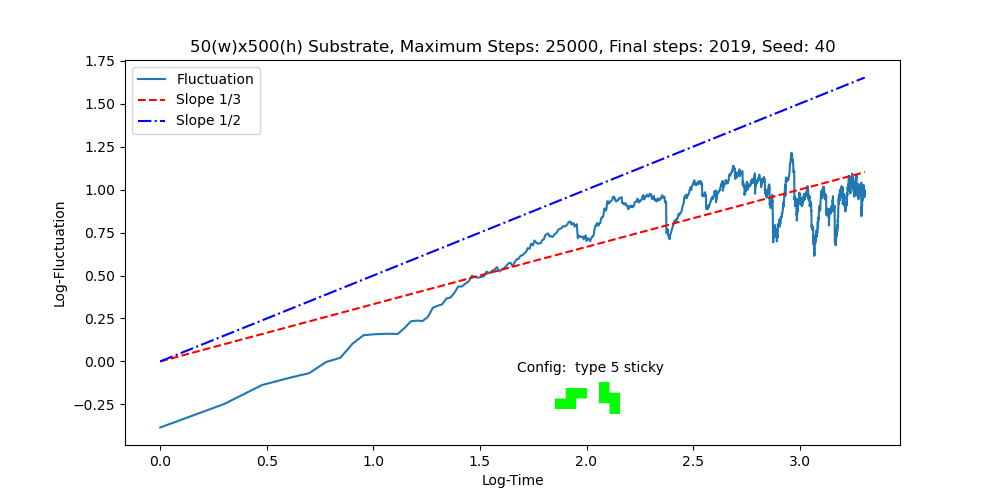 50(w)x500(h) Substrate, Maximum Steps: 25000, Final steps: 2019, Seed: 40
1.75
1.50
1.25
1.00
0.75
0.50
0.25
0.00
−0.25
Log-Fluctuation
Fluctuation
Slope 1/3
Slope 1/2
Config:  type 5 sticky
0.0 0.5 1.0 1.5 2.0 2.5 3.0
Log-Time